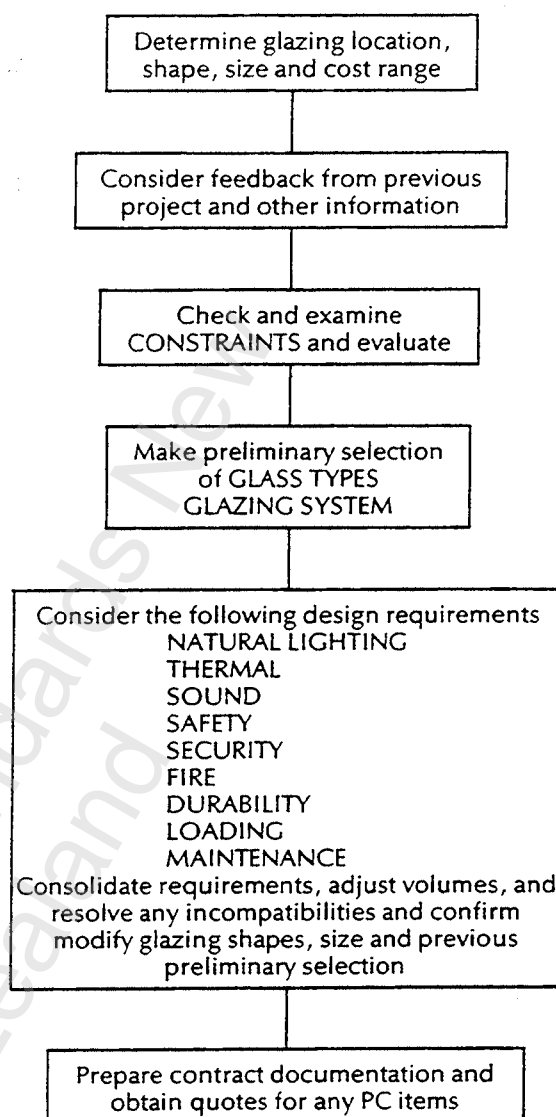 Determine glazing location,
shape, size and cost range
Consider feedback from previous
project and other information
Check and examine
CONSTRAINTS and evaluate
Make preliminary selection
of GLASS TYPES
GLAZING SYSTEM
Consider the following design requirements
NATURAL LIGHTING
THERMAL
SOUND
SAFETY
SECURITY
FIRE
DURABILITY
LOADING
MAINTENANCE
Consolidate requirements, adjust volumes, and
resolve any incompatibilities and confirm
modify glazing shapes, size and previous
preliminary selection
Prepare contract documentation and
obtain quotes for any PC items
ndards New
ealand